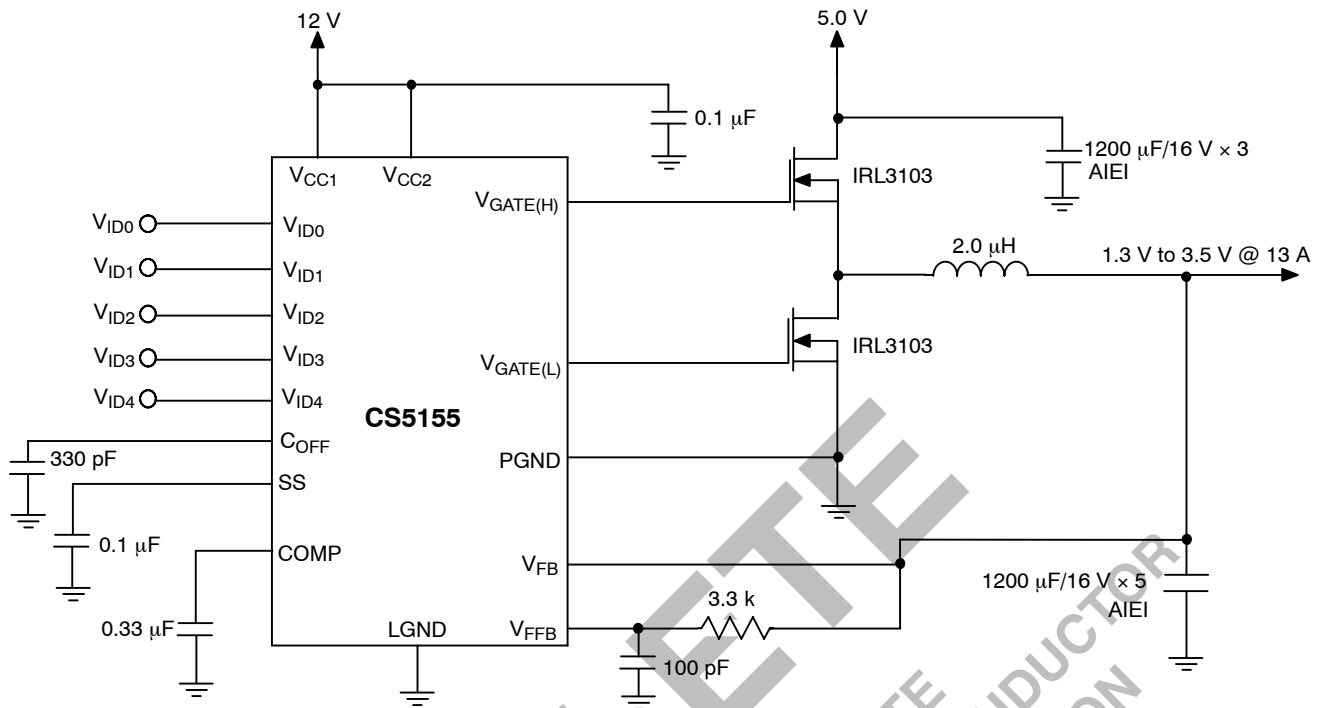 12 V
5.0 V
0.1 μF
1200 μF/16 V × 3
AIEI
VCC1
VCC2
IRL3103
VGATE(H)
VID0
VID0
VID1
VID1
VID2
VID2
VID3
VID3
VID4
VID4
2.0 μH
1.3 V to 3.5 V @ 13 A
IRL3103
VGATE(L)
CS5155
COFF
330 pF
SS
PGND
0.1 μF
COMP
VFB
1200 μF/16 V × 5
AIEI
3.3 k
0.33 μF
LGND
VFFB
100 pF
ETE